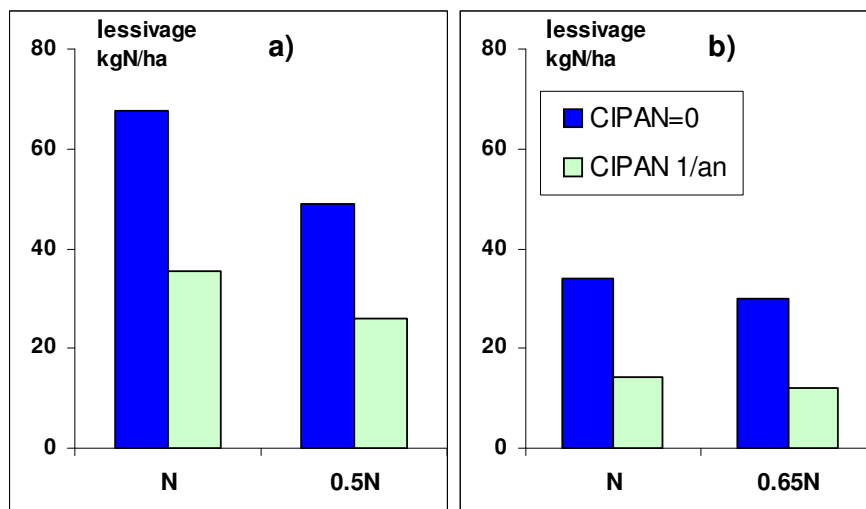 lessivage
kgN/ha
a)
80
60
40
20
0
N
0.5N
lessivage
kgN/ha
b)
80
60
40
20
0
CIPAN=0
CIPAN 1/an
N
0.65N